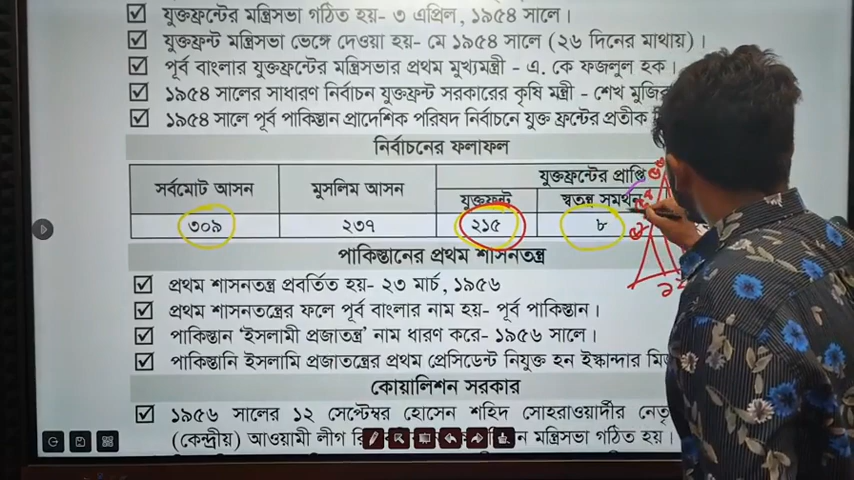 যুক্তফ্রন্টের মন্ত্রিসভা গঠিত হয়- ৩ এপ্রিল, ১৯৫৪ সালে।
যুক্তফ্রন্ট মন্ত্রিসভা ভেঙ্গে দেওয়া হয়- মে ১৯৫৪ সালে (২৬ দিনের মাথায়)।
পূর্ব বাংলার যুক্তফ্রন্টের মন্ত্রিসভার প্রথম মুখ্যমন্ত্রী - এ. কে ফজলুল হক।
১৯৫৪ সালের সাধারণ নির্বাচন যুক্তফ্রন্ট সরকারের কৃষি মন্ত্রী - শেখ
১৯৫৪ সালে পূর্ব পাকিস্তান প্রাদেশিক পরিষদ নির্বাচনে যুক্ত ফ্রন্টের প্রতীক
নির্বাচনের ফলাফল
সর্বমোট আসন মুসলিম আসন যুক্তফ্রন্টের প্রাপ্তি
যুক্তফ্রন্ট স্বতন্ত্র সমর্থন
৩০৯ ২৩৭ ২১৫ ৮
পাকিস্তানের প্রথম শাসনতন্ত্র
প্রথম শাসনতন্ত্র প্রবর্তিত হয়- ২৩ মার্চ, ১৯৫৬
প্রথম শাসনতন্ত্রের ফলে পূর্ব বাংলার নাম হয়- পূর্ব পাকিস্তান।
পাকিস্তান ‘ইসলামী প্রজাতন্ত্র’ নাম ধারণ করে- ১৯৫৬ সালে।
পাকিস্তানি ইসলামি প্রজাতন্ত্রের প্রথম প্রেসিডেন্ট নিযুক্ত হন ইস্কান্দার
কোয়ালিশন সরকার
১৯৫৬ সালের ১২ সেপ্টেম্বর হোসেন শহিদ সোহরাওয়ার্দীর
(কেন্দ্রীয়) আওয়ামী লীগ মন্ত্রিসভা গঠিত হয়।